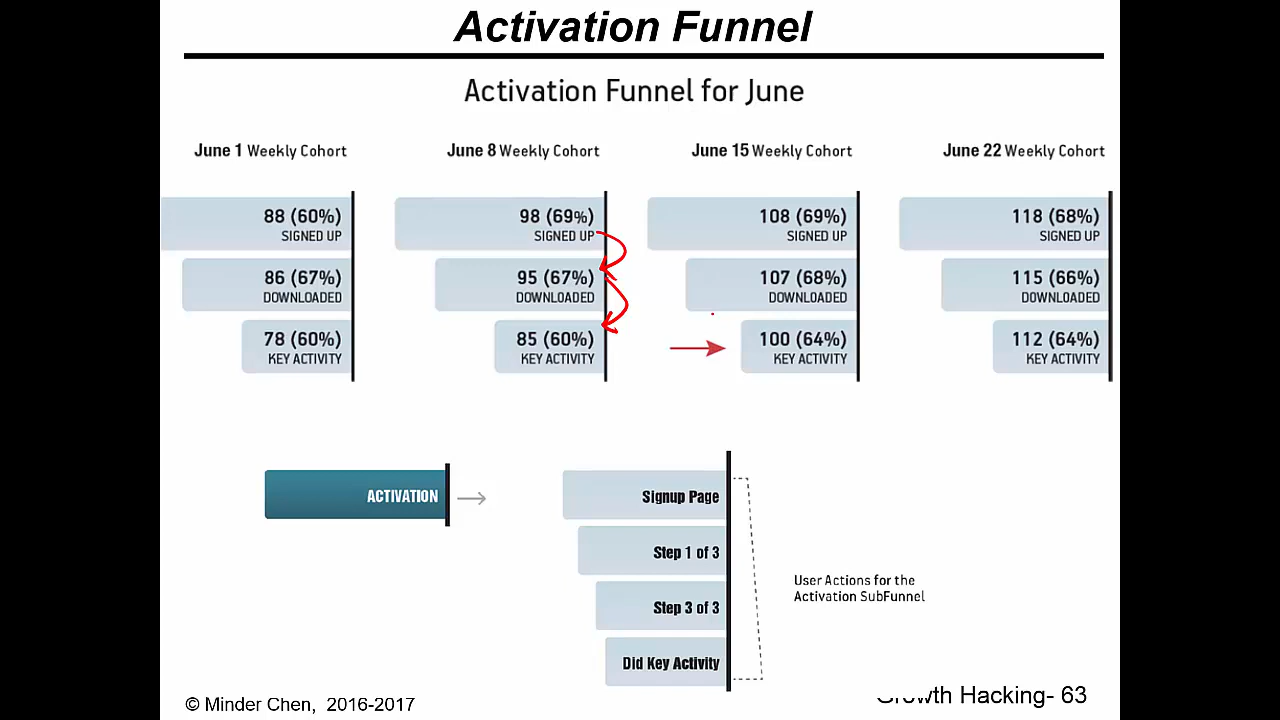 Activation Funnel
Activation Funnel for June
June 1 Weekly Cohort
June 8 Weekly Cohort
June 15 Weekly Cohort
June 22 Weekly Cohort
88 (60%)
SIGNED UP
98 (69%)
SIGNED UP
108 (69%)
SIGNED UP
118 (68%)
SIGNED UP
86 (67%)
DOWNLOADED
95 (67%)
DOWNLOADED
107 (68%)
DOWNLOADED
115 (66%)
DOWNLOADED
78 (60%)
KEY ACTIVITY
85 (60%)
KEY ACTIVITY
100 (64%)
KEY ACTIVITY
112 (64%)
KEY ACTIVITY
ACTIVATION
Signup Page
Step 1 of 3
Step 3 of 3
Did Key Activity
User Actions for the
Activation SubFunnel
© Minder Chen, 2016-2017
Growth Hacking- 63